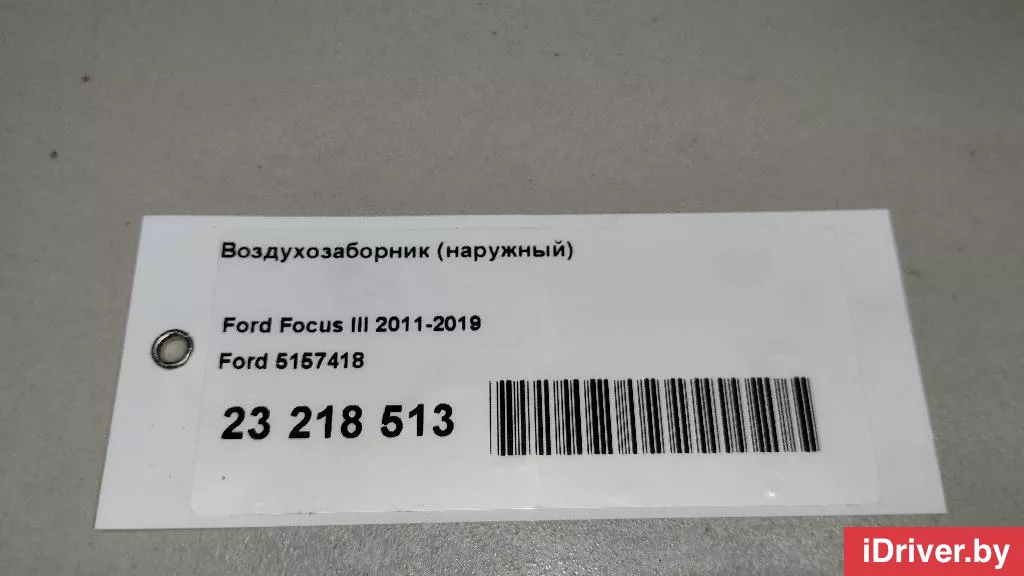 Воздухозаборник (наружный)
Ford Focus III 2011-2019
Ford 5157418
23 218 513
iDriver.by